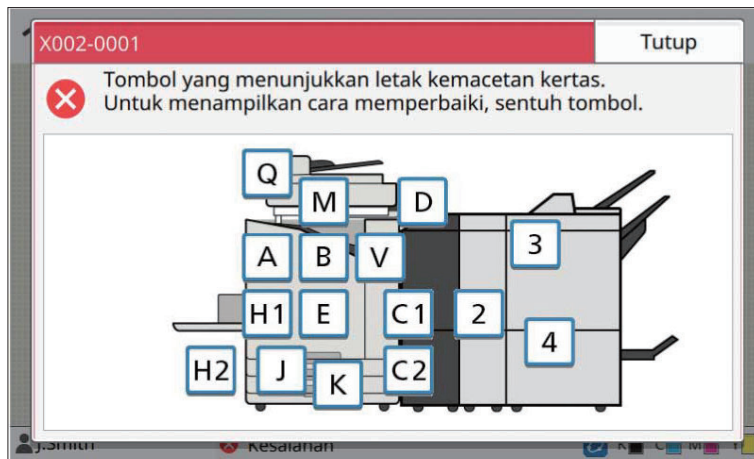 X002-0001
Tutup
Tombol yang menunjukkan letak kemacetan kertas.
Untuk menampilkan cara memperbaiki, sentuh tombol.
Q
M
D
A
B
V
3
H1
E
C1
2
4
H2
J
K
C2
J.Smith
Kesalahan
K
C
M
Y